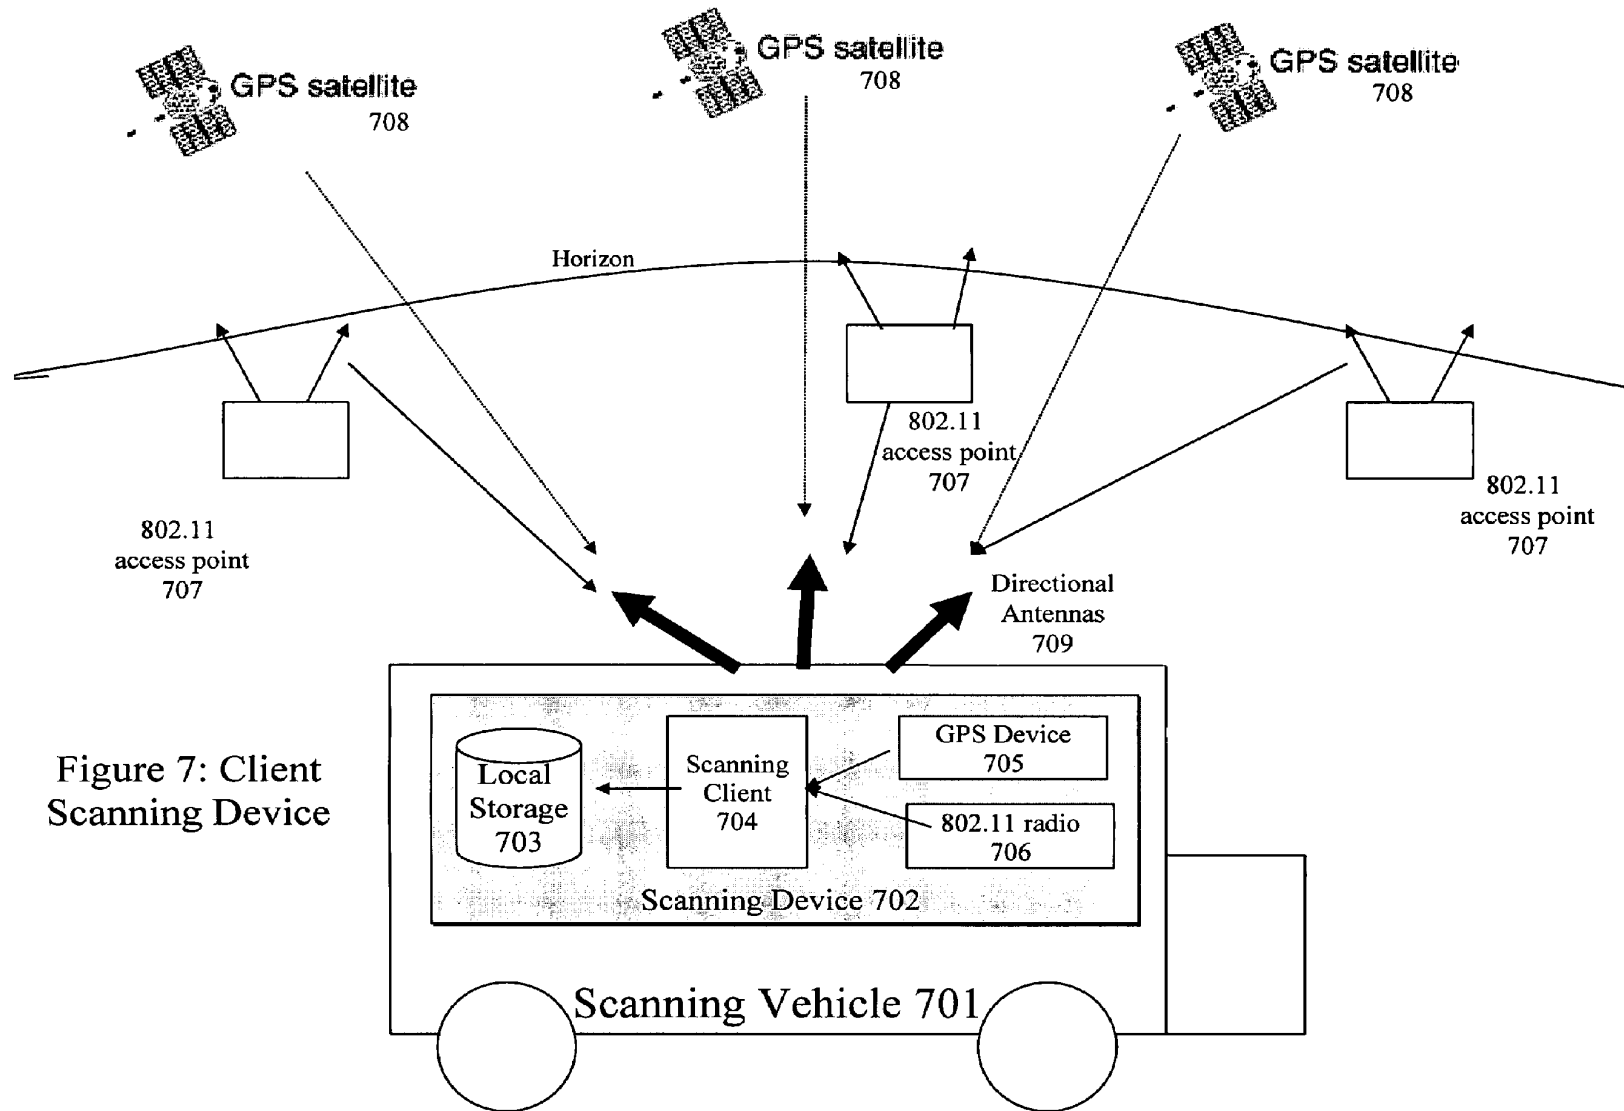 GPS satellite
708
GPS satellite
708
GPS satellite
708
Horizon
802.11
access point
707
802.11
access point
707
802.11
access point
707
Directional
Antennas
709
Figure 7: Client
Scanning Device
Local
Storage
703
Scanning
Client
704
GPS Device
705
802.11 radio
706
Scanning Device 702
Scanning Vehicle 701